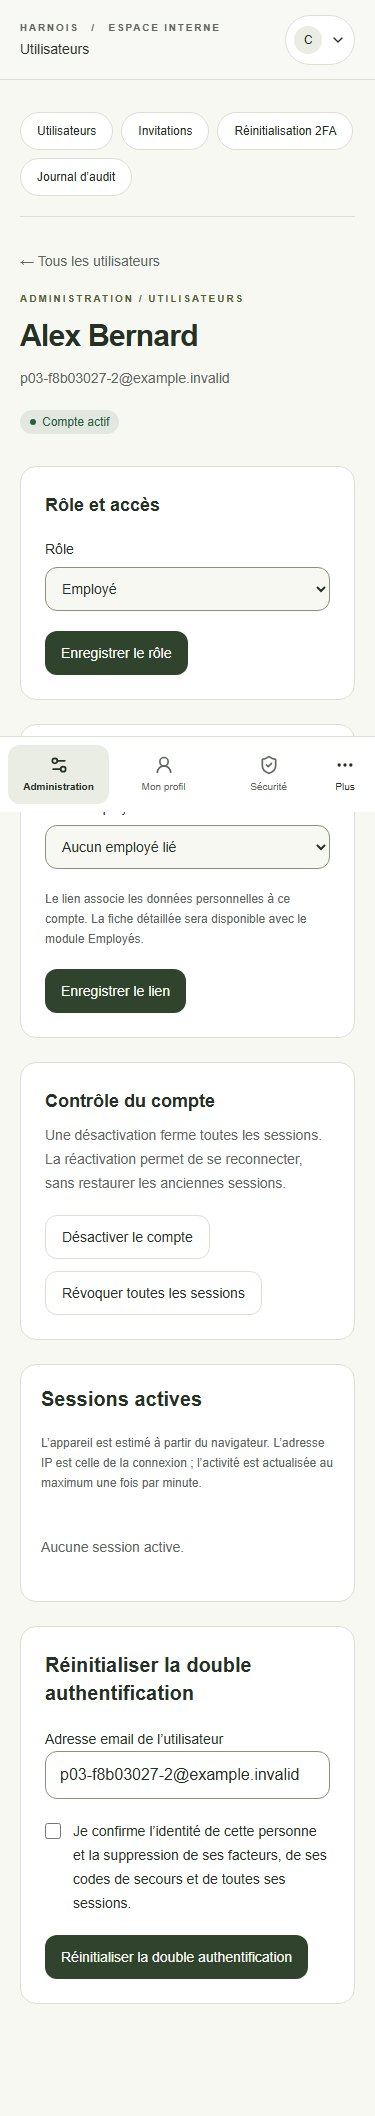 HARNOIS / ESPACE INTERNE
Utilisateurs
C
Utilisateurs
Invitations
Réinitialisation 2FA
Journal d’audit
← Tous les utilisateurs
ADMINISTRATION / UTILISATEURS
Alex Bernard
p03-f8b03027-2@example.invalid
Compte actif
Rôle et accès
Rôle
Employé
Enregistrer le rôle
Administration
Mon profil
Sécurité
Plus
Aucun employé lié
Le lien associe les données personnelles à ce
compte. La fiche détaillée sera disponible avec le
module Employés.
Enregistrer le lien
Contrôle du compte
Une désactivation ferme toutes les sessions.
La réactivation permet de se reconnecter,
sans restaurer les anciennes sessions.
Désactiver le compte
Révoquer toutes les sessions
Sessions actives
L’appareil est estimé à partir du navigateur. L’adresse
IP est celle de la connexion ; l’activité est actualisée au
maximum une fois par minute.
Aucune session active.
Réinitialiser la double
authentification
Adresse email de l’utilisateur
p03-f8b03027-2@example.invalid
Je confirme l’identité de cette personne
et la suppression de ses facteurs, de ses
codes de secours et de toutes ses
sessions.
Réinitialiser la double authentification